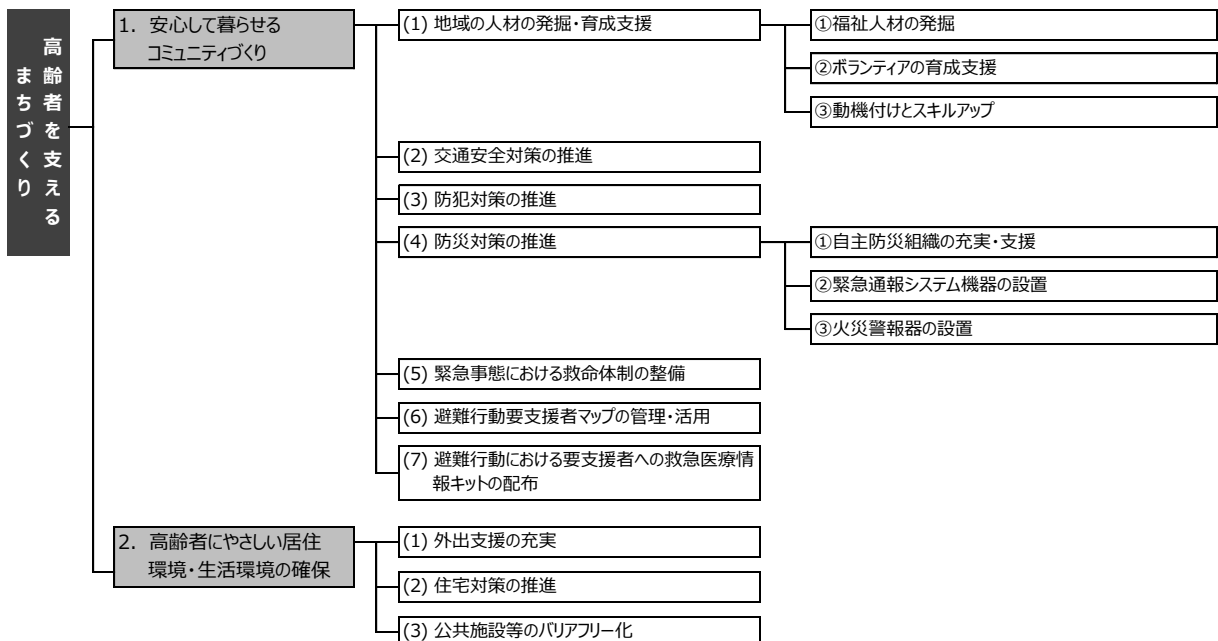 高齢者を支える
まちづくり
1. 安心して暮らせる
コミュニティづくり
(1) 地域の人材の発掘・育成支援
①福祉人材の発掘
②ボランティアの育成支援
③動機付けとスキルアップ
(2) 交通安全対策の推進
(3) 防犯対策の推進
(4) 防災対策の推進
①自主防災組織の充実・支援
②緊急通報システム機器の設置
③火災警報器の設置
(5) 緊急事態における救命体制の整備
(6) 避難行動要支援者マップの管理・活用
(7) 避難行動における要支援者への救急医療情
報キットの配布
2. 高齢者にやさしい居住
環境・生活環境の確保
(1) 外出支援の充実
(2) 住宅対策の推進
(3) 公共施設等のバリアフリー化